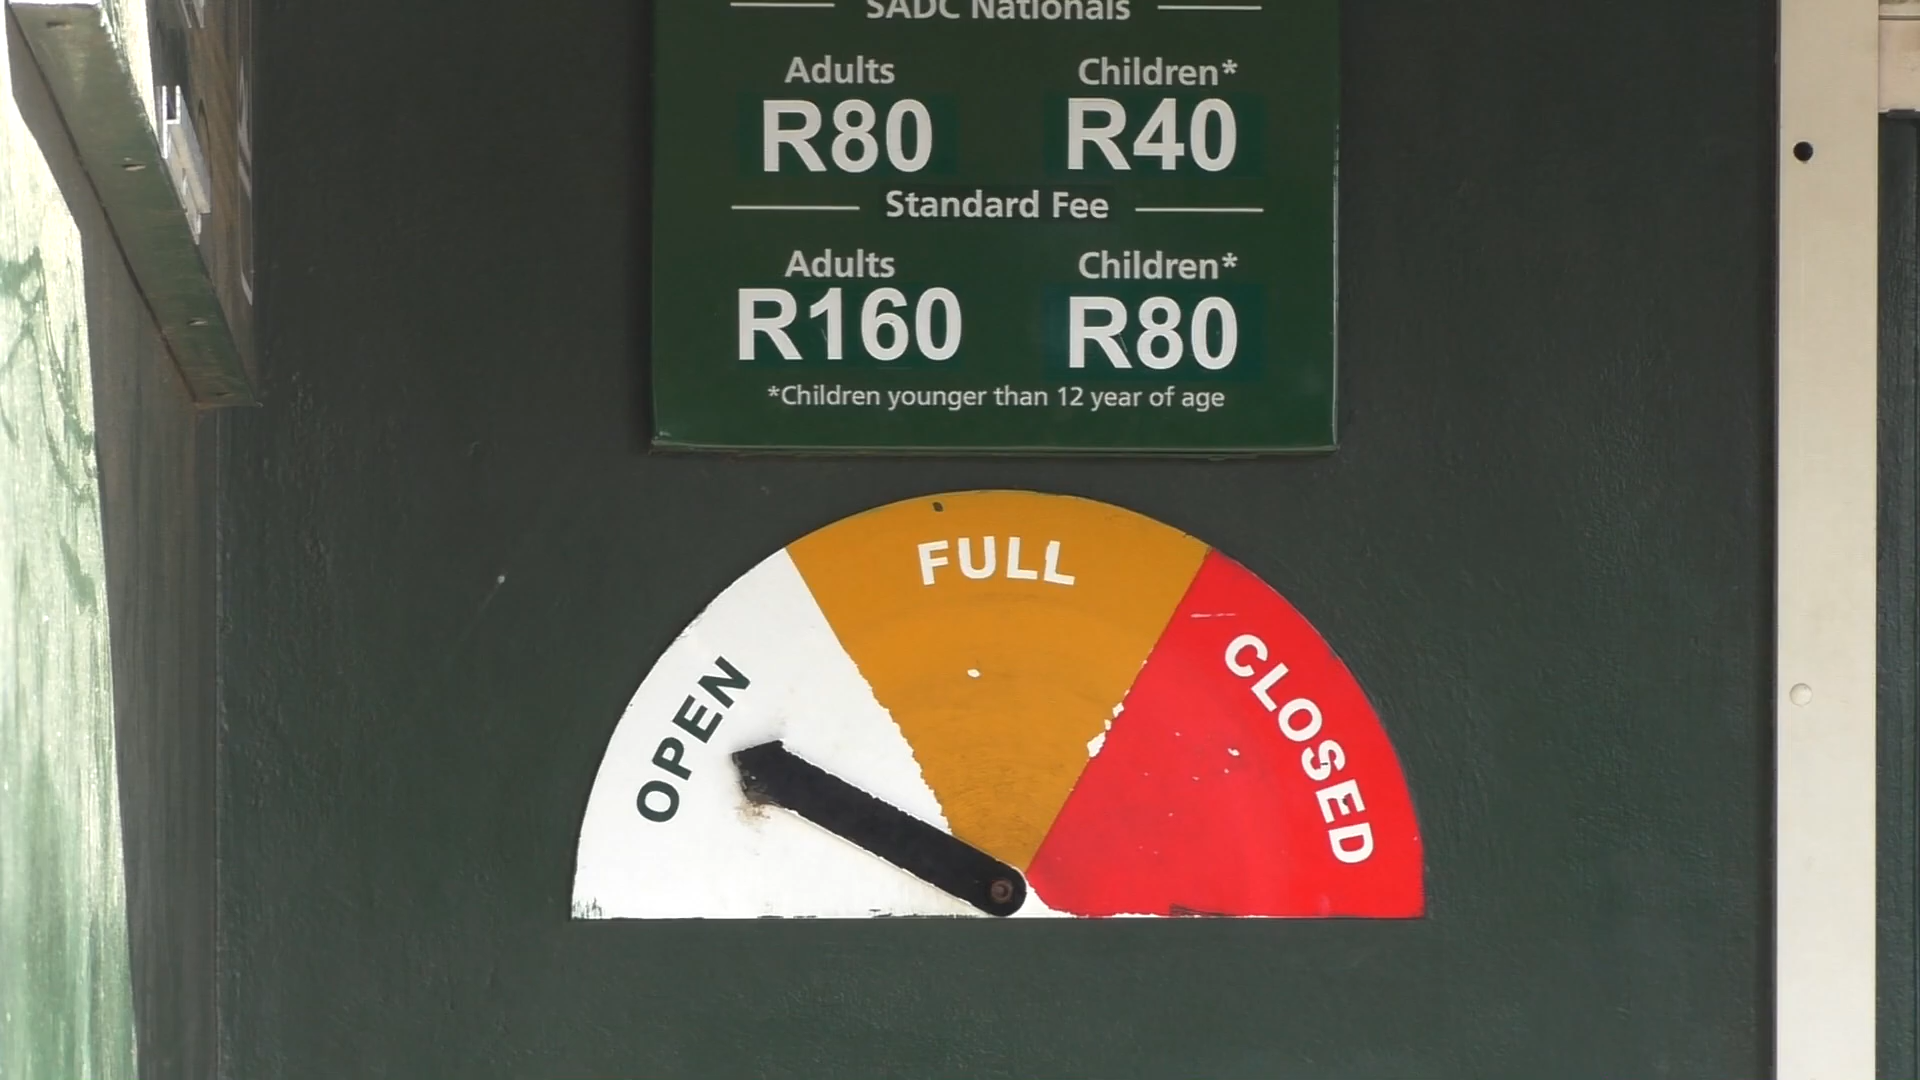 SADC Nationals
Adults Children*
R80 R40
Standard Fee
Adults Children*
R160 R80
*Children younger than 12 year of age
FULL
OPEN
CLOSED